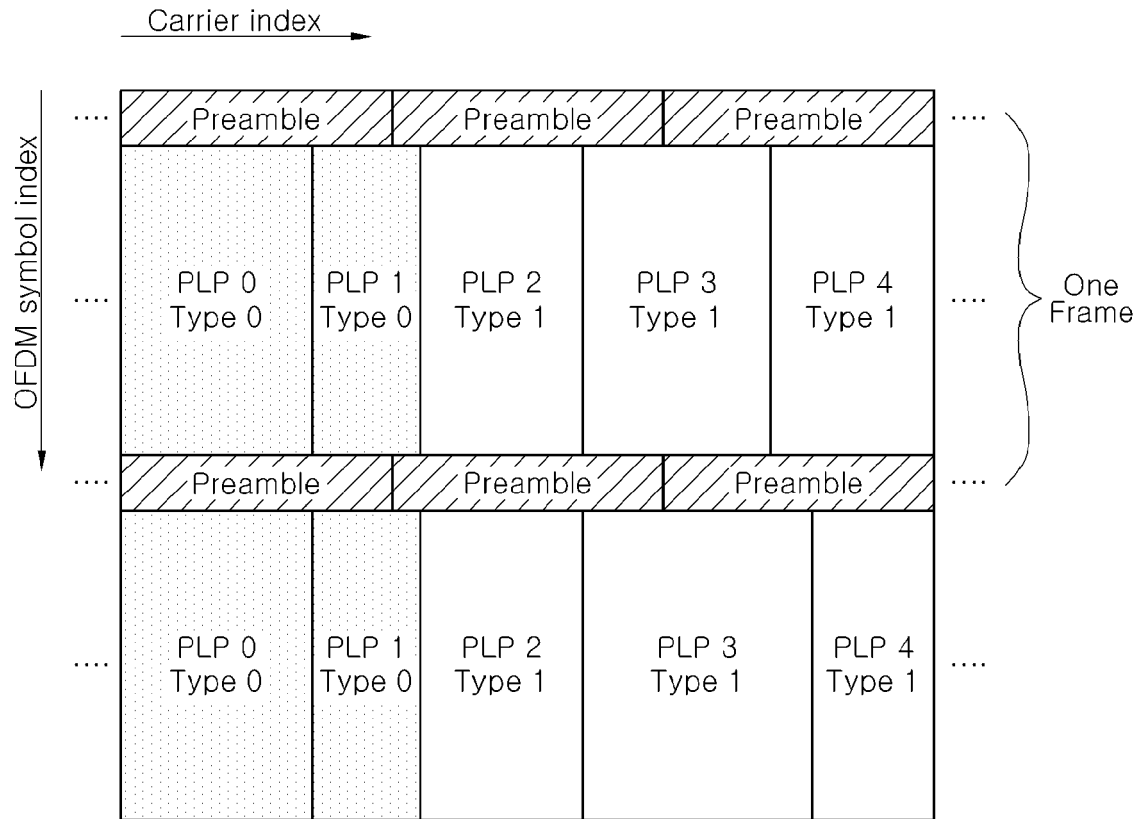 Carrier index
OFDM symbol index
.... Preamble Preamble Preamble ....
.... PLP 0 Type 0
PLP 1 Type 0
PLP 2 Type 1
PLP 3 Type 1
PLP 4 Type 1 ....
One
Frame
.... Preamble Preamble Preamble ....
.... PLP 0 Type 0
PLP 1 Type 0
PLP 2 Type 1
PLP 3 Type 1
PLP 4 Type 1 ....